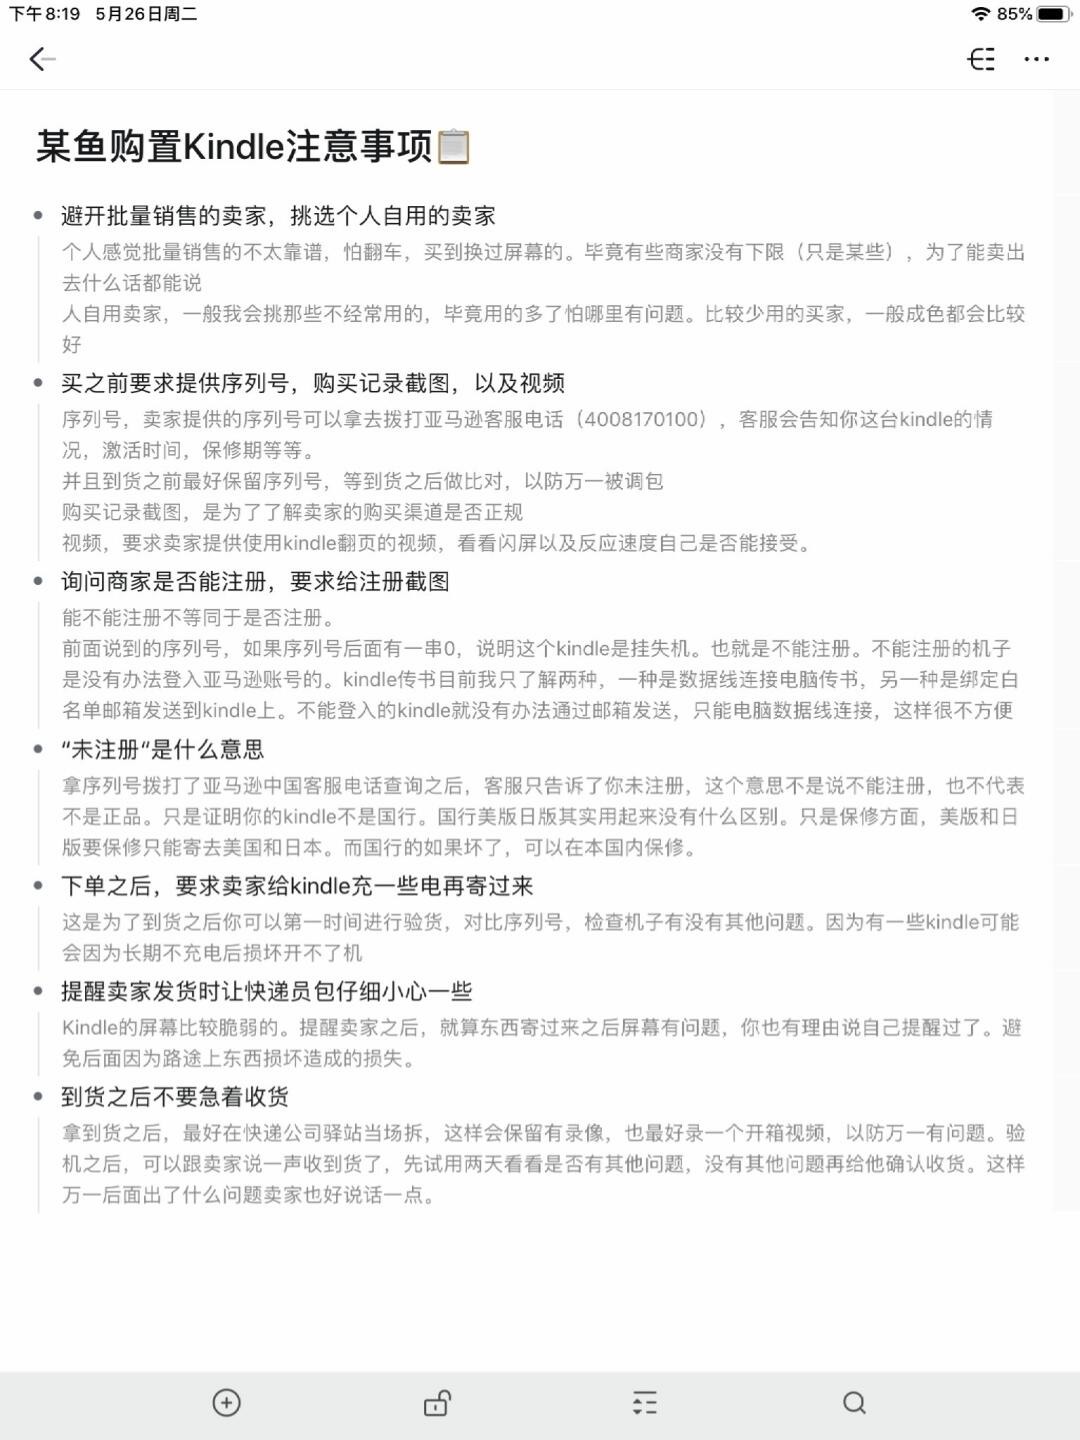 下午8:19 5月26日周二
85%
某鱼购置Kindle注意事项📋
避开批量销售的卖家，挑选个人自用的卖家
个人感觉批量销售的不太靠谱，怕翻车，买到换过屏幕的。毕竟有些商家没有下限（只是某些），为了能卖出
去什么话都能说
人自用卖家，一般我会挑那些不经常用的，毕竟用的多了怕哪里有问题。比较少用的买家，一般成色都会比较
好
买之前要求提供序列号，购买记录截图，以及视频
序列号，卖家提供的序列号可以拿去拨打亚马逊客服电话（4008170100），客服会告知你这台kindle的情
况，激活时间，保修期等等。
并且到货之前最好保留序列号，等到货之后做比对，以防万一被调包
购买记录截图，是为了了解卖家的购买渠道是否正规
视频，要求卖家提供使用kindle翻页的视频，看看闪屏以及反应速度自己是否能接受。
询问商家是否能注册，要求给注册截图
能不能注册不等同于是否注册。
前面说到的序列号，如果序列号后面有一串0，说明这个kindle是挂失机。也就是不能注册。不能注册的机子
是没有办法登入亚马逊账号的。kindle传书目前我只了解两种，一种是数据线连接电脑传书，另一种是绑定白
名单邮箱发送到kindle上。不能登入的kindle就没有办法通过邮箱发送，只能电脑数据线连接，这样很不方便
“未注册“是什么意思
拿序列号拨打了亚马逊中国客服电话查询之后，客服只告诉了你未注册，这个意思不是说不能注册，也不代表
不是正品。只是证明你的kindle不是国行。国行美版日版其实用起来没有什么区别。只是保修方面，美版和日
版要保修只能寄去美国和日本。而国行的如果坏了，可以在本国内保修。
下单之后，要求卖家给kindle充一些电再寄过来
这是为了到货之后你可以第一时间进行验货，对比序列号，检查机子有没有其他问题。因为有一些kindle可能
会因为长期不充电后损坏开不了机
提醒卖家发货时让快递员包仔细小心一些
Kindle的屏幕比较脆弱的。提醒卖家之后，就算东西寄过来之后屏幕有问题，你也有理由说自己提醒过了。避
免后面因为路途上东西损坏造成的损失。
到货之后不要急着收货
拿到货之后，最好在快递公司驿站当场拆，这样会保留有录像，也最好录一个开箱视频，以防万一有问题。验
机之后，可以跟卖家说一声收到货了，先试用两天看看是否有其他问题，没有其他问题再给他确认收货。这样
万一后面出了什么问题卖家也好说话一点。